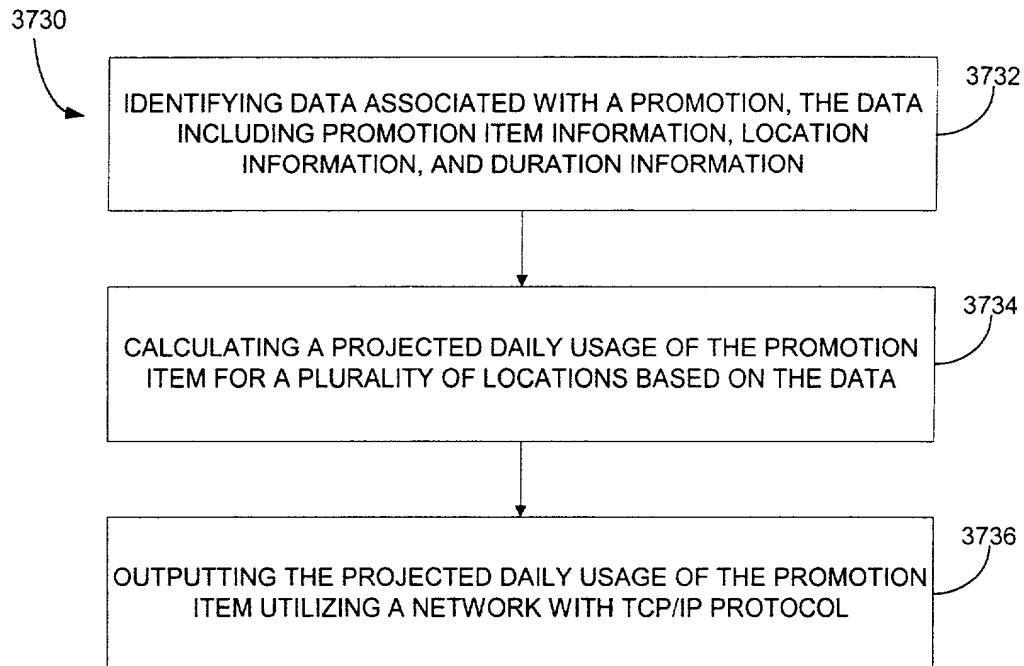 3730
3732
IDENTIFYING DATA ASSOCIATED WITH A PROMOTION, THE DATA
INCLUDING PROMOTION ITEM INFORMATION, LOCATION
INFORMATION, AND DURATION INFORMATION
3734
CALCULATING A PROJECTED DAILY USAGE OF THE PROMOTION
ITEM FOR A PLURALITY OF LOCATIONS BASED ON THE DATA
3736
OUTPUTTING THE PROJECTED DAILY USAGE OF THE PROMOTION
ITEM UTILIZING A NETWORK WITH TCP/IP PROTOCOL